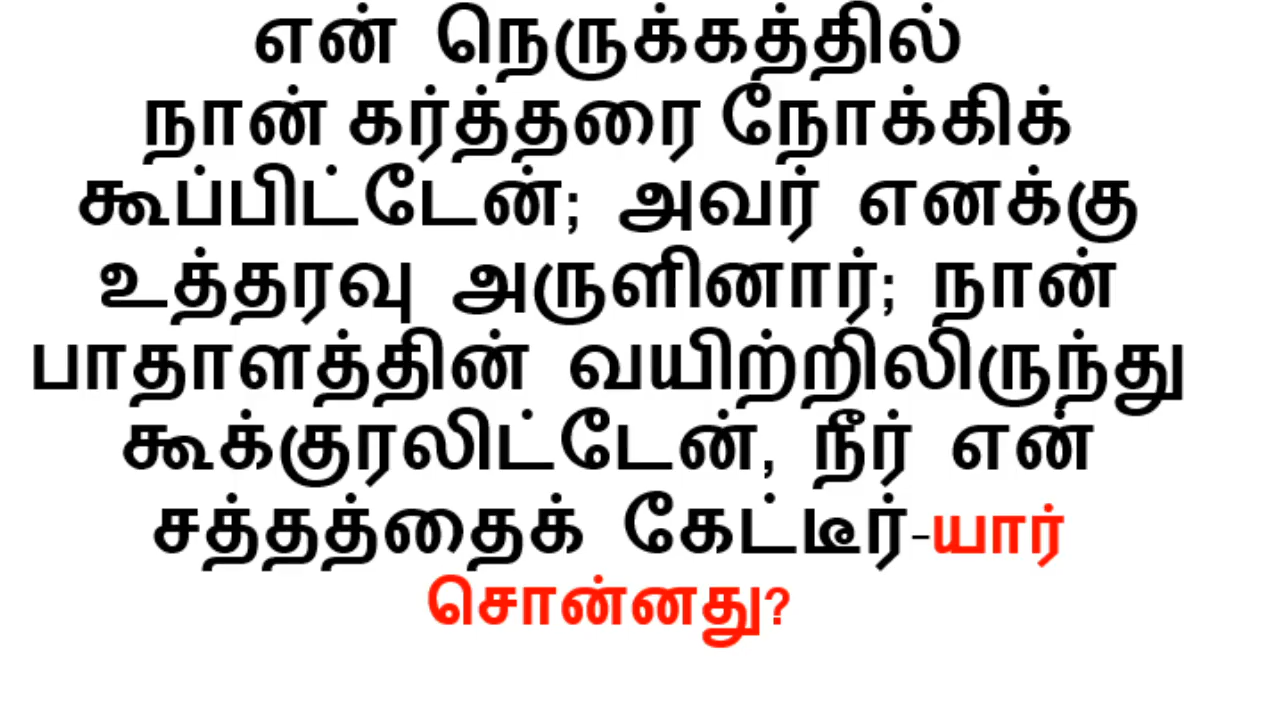 என் நெருக்கத்தில்
நான் கர்த்தரை நோக்கிக்
கூப்பிட்டேன்; அவர் எனக்கு
உத்தரவு அருளினார்; நான்
பாதாளத்தின் வயிற்றிலிருந்து
கூக்குரலிட்டேன், நீர் என்
சத்தத்தைக் கேட்டீர்-யார்
சொன்னது?